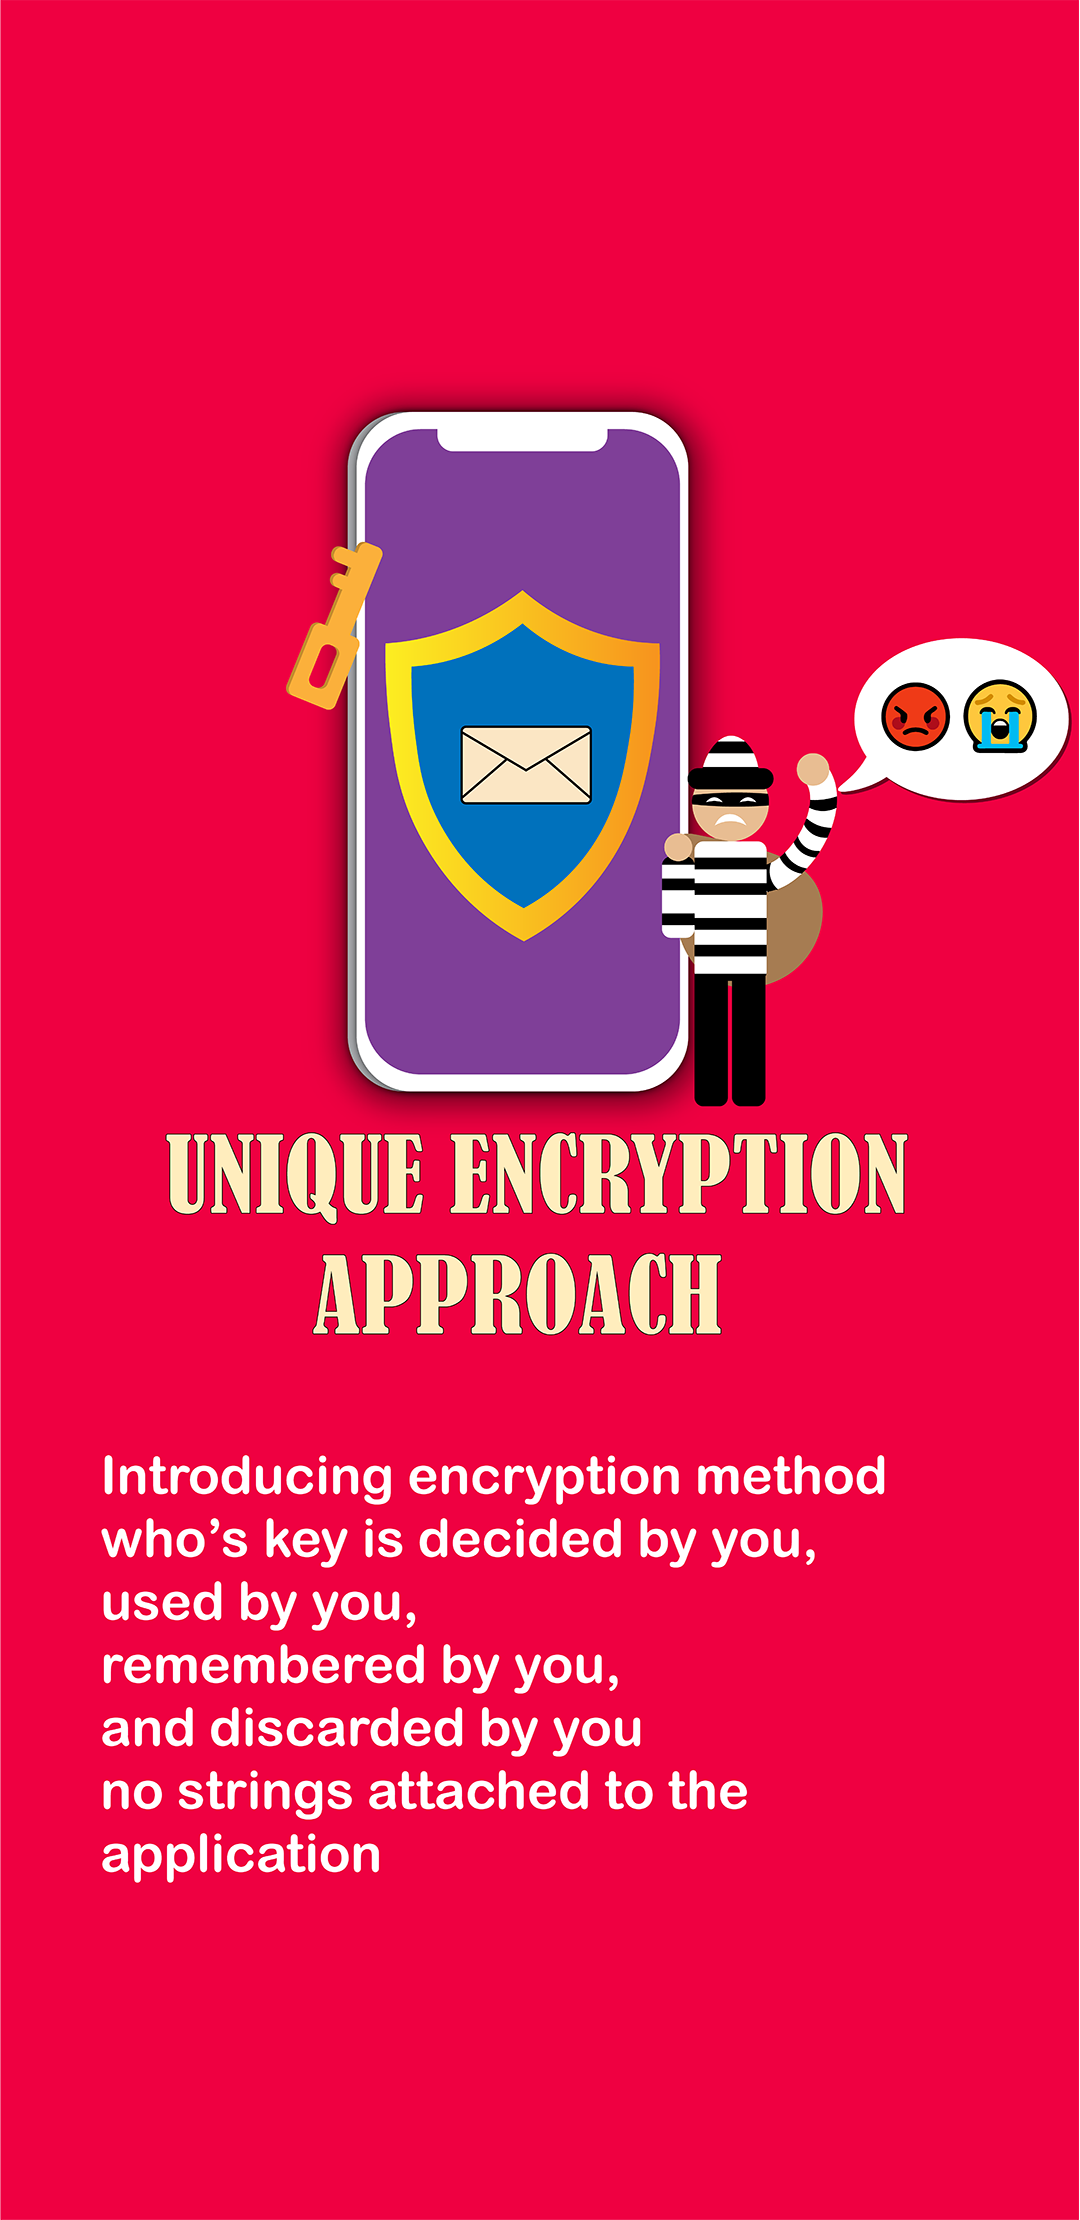 UNIQUE ENCRYPTION
APPROACH
Introducing encryption method
who’s key is decided by you,
used by you,
remembered by you,
and discarded by you
no strings attached to the
application